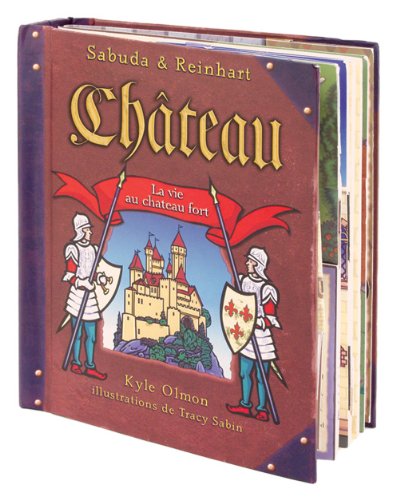 Sabuda & Reinhart
Château
La vie
au chateau fort
Kyle Olmon
illustrations de Tracy Sabin